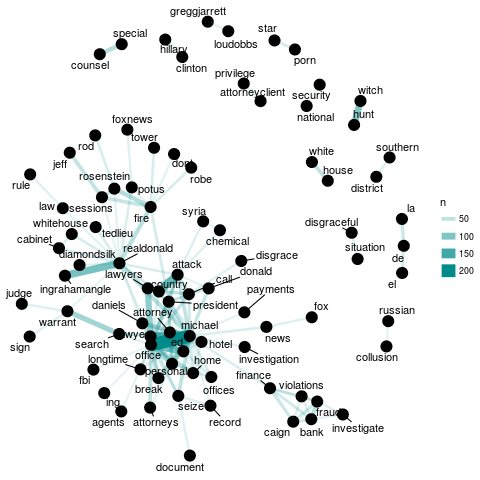 greggjarrett
special
star
hillary
loudobbs
counsel
porn
clinton
privilege
witch
attorneyclient
security
foxnews
national
hunt
rod
tower
white
southern
jeff
rosenstein
dont
potus
robe
house
rule
district
law
sessions
fire
n
la
whitehouse
tedlieu
syria
disgraceful
50
cabinet
realdonald
chemical
100
diamondsilk
situation
de
150
lawyers
attack
disgrace
200
ingrahamangle
country
call
donald
el
judge
payments
daniels
president
warrant
attorney
fox
russian
michael
search
news
sign
office
hotel
collusion
longtime
home
investigation
fbi
personal
finance
break
offices
violations
ing
seize
agents
attorneys
record
fraud
caign
bank
investigate
document